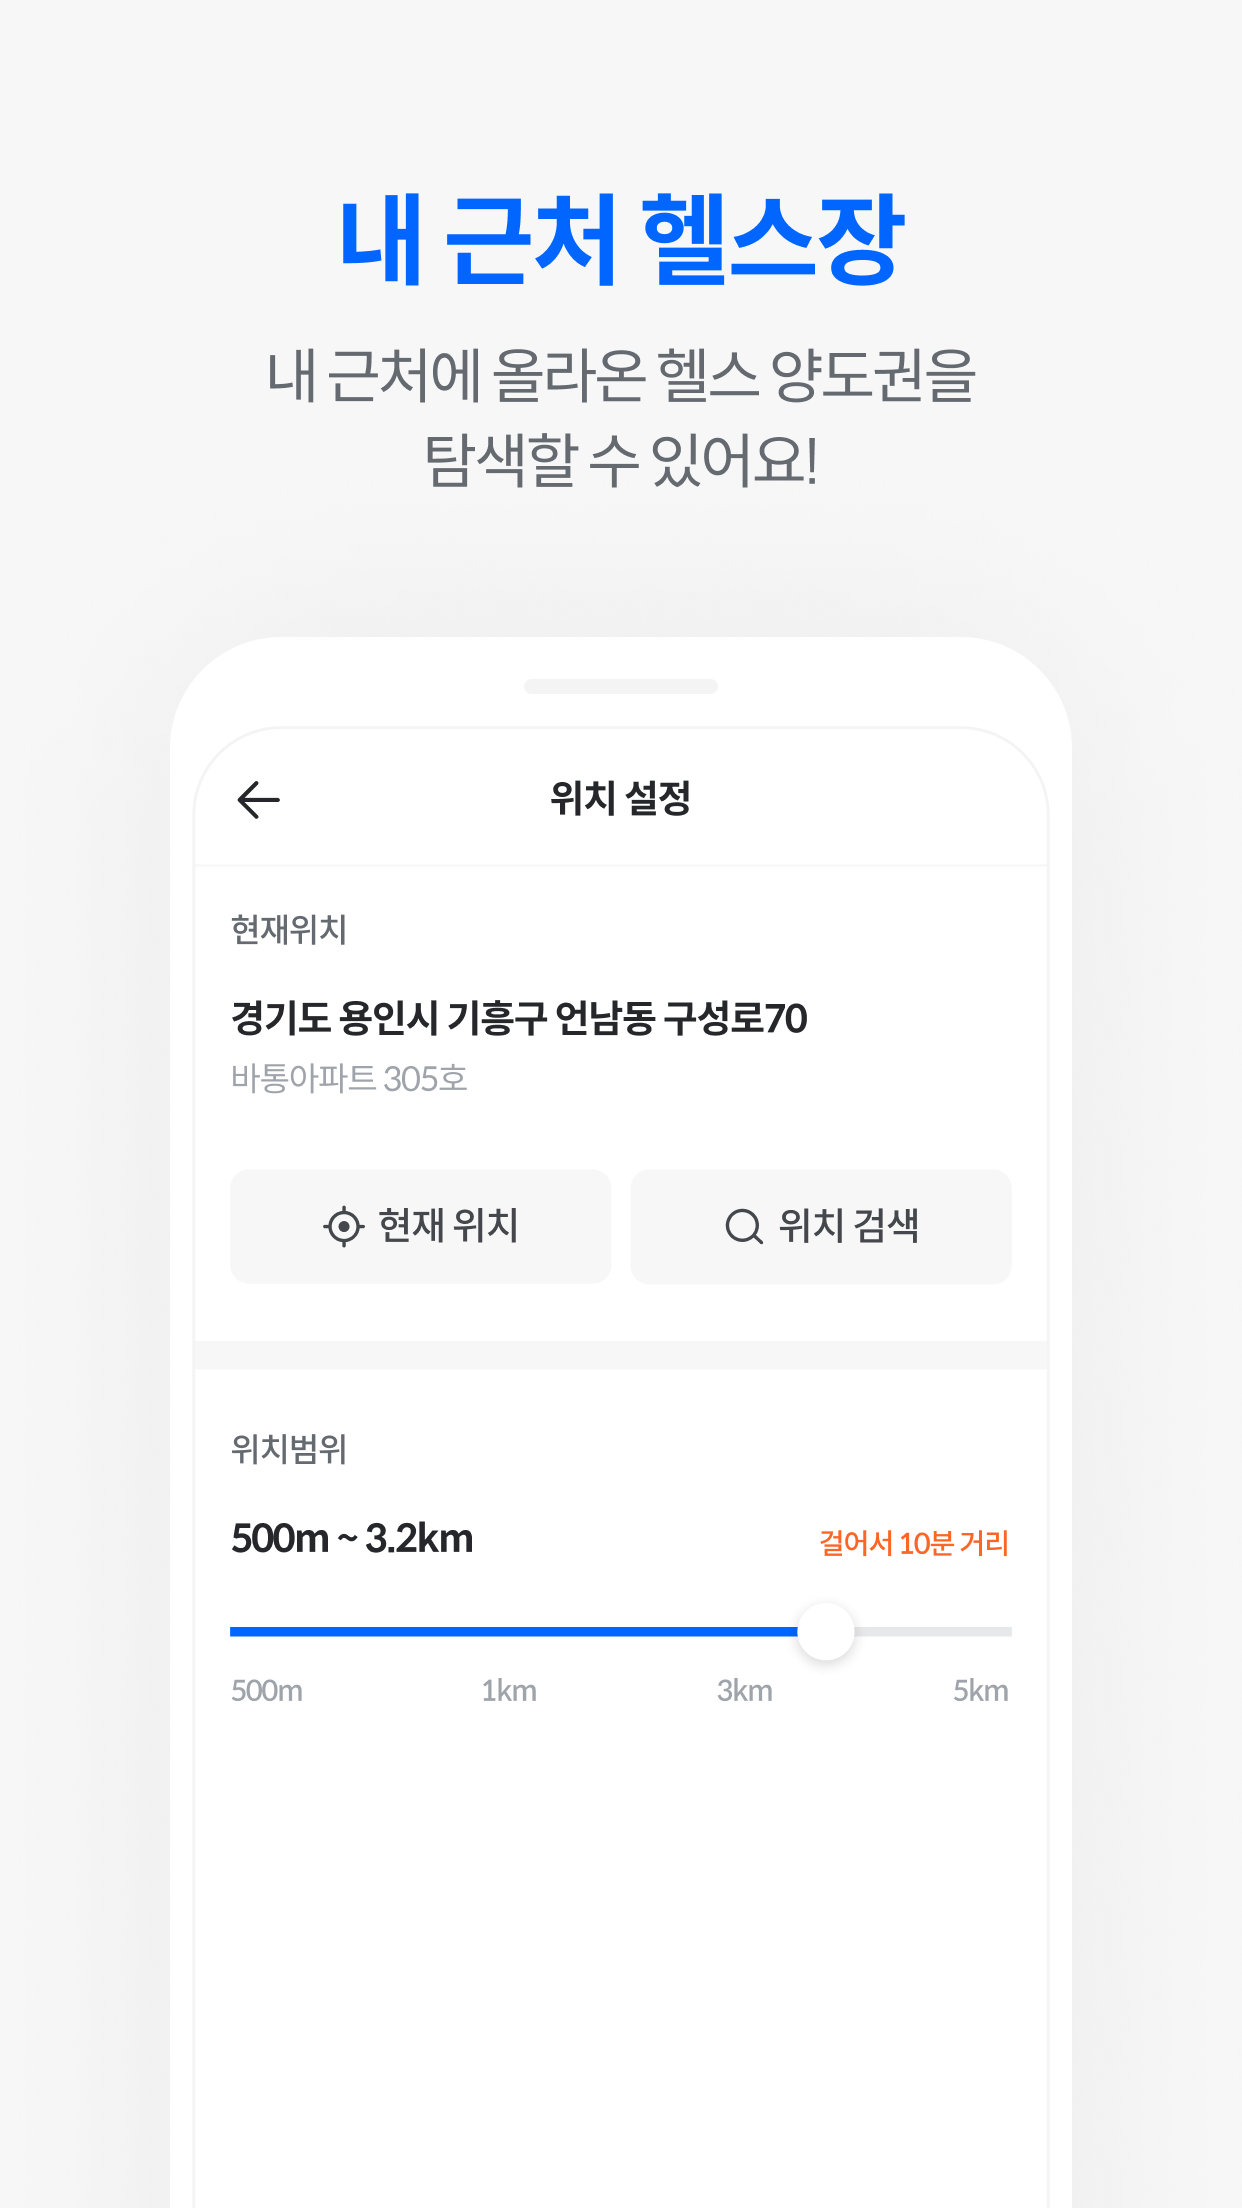 내 근처 헬스장
내 근처에 올라온 헬스 양도권을
탐색할 수 있어요!
위치 설정
현재위치
경기도 용인시 기흥구 언남동 구성로70
바통아파트 305호
현재 위치
위치 검색
위치범위
500m ~ 3.2km
걸어서 10분 거리
500m 1km 3km 5km